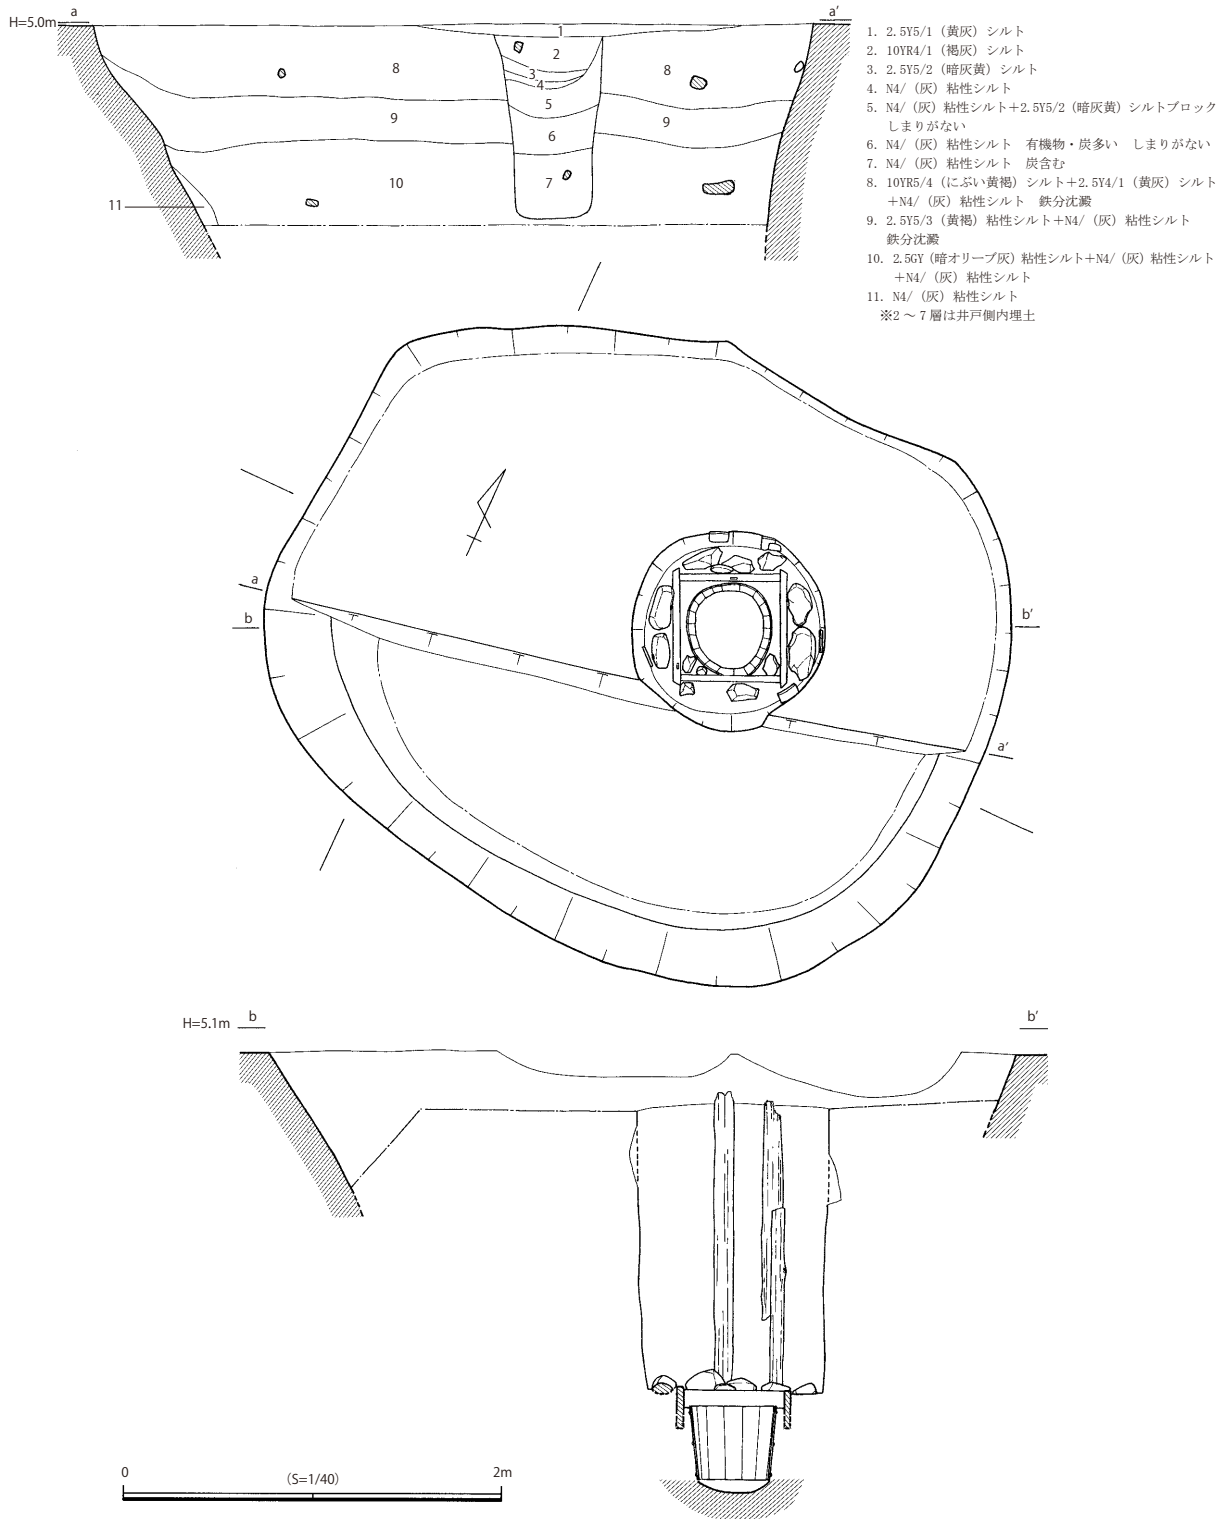 a
a′
H=5.0m
1
2
3
4
5
6
7
8
8
9
9
10
11
1. 2.5Y5/1（黄灰）シルト
2. 10YR4/1（褐灰）シルト
3. 2.5Y5/2（暗灰黄）シルト
4. N4/（灰）粘性シルト
5. N4/（灰）粘性シルト＋2.5Y5/2（暗灰黄）シルトブロック
しまりがない
6. N4/（灰）粘性シルト　有機物・炭多い　しまりがない
7. N4/（灰）粘性シルト　炭含む
8. 10YR5/4（にぶい黄褐）シルト＋2.5Y4/1（黄灰）シルト
＋N4/（灰）粘性シルト　鉄分沈澱
9. 2.5Y5/3（黄褐）粘性シルト＋N4/（灰）粘性シルト
鉄分沈澱
10. 2.5GY（暗オリーブ灰）粘性シルト＋N4/（灰）粘性シルト
＋N4/（灰）粘性シルト
11. N4/（灰）粘性シルト
※2～7層は井戸側内埋土
a
b
b′
a′
H=5.1m
b
b′
0
(S=1/40)
2m